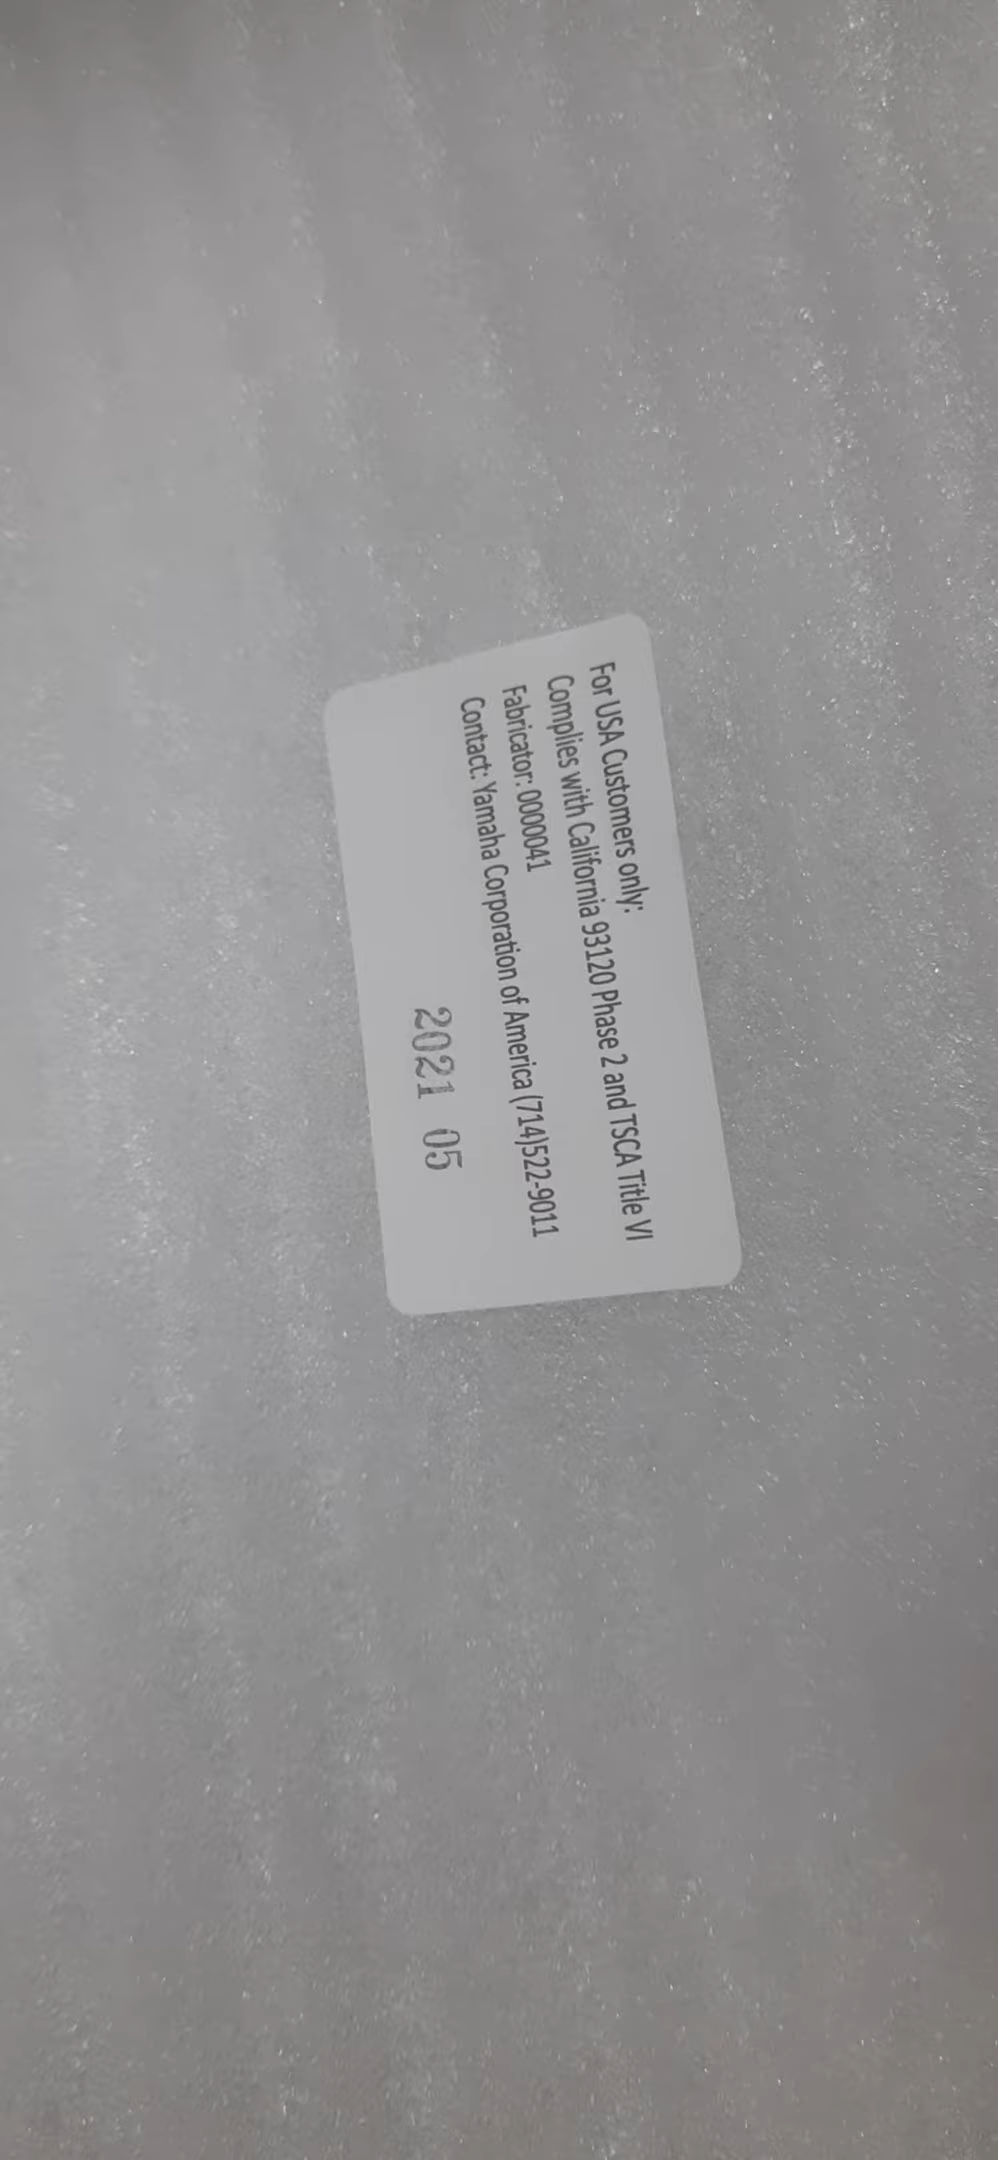 For USA Customers only:
Complies with California 93120 Phase 2 and TSCA Title VI
Fabricator: 0000041
Contact: Yamaha Corporation of America (714)522-9011
2021 05